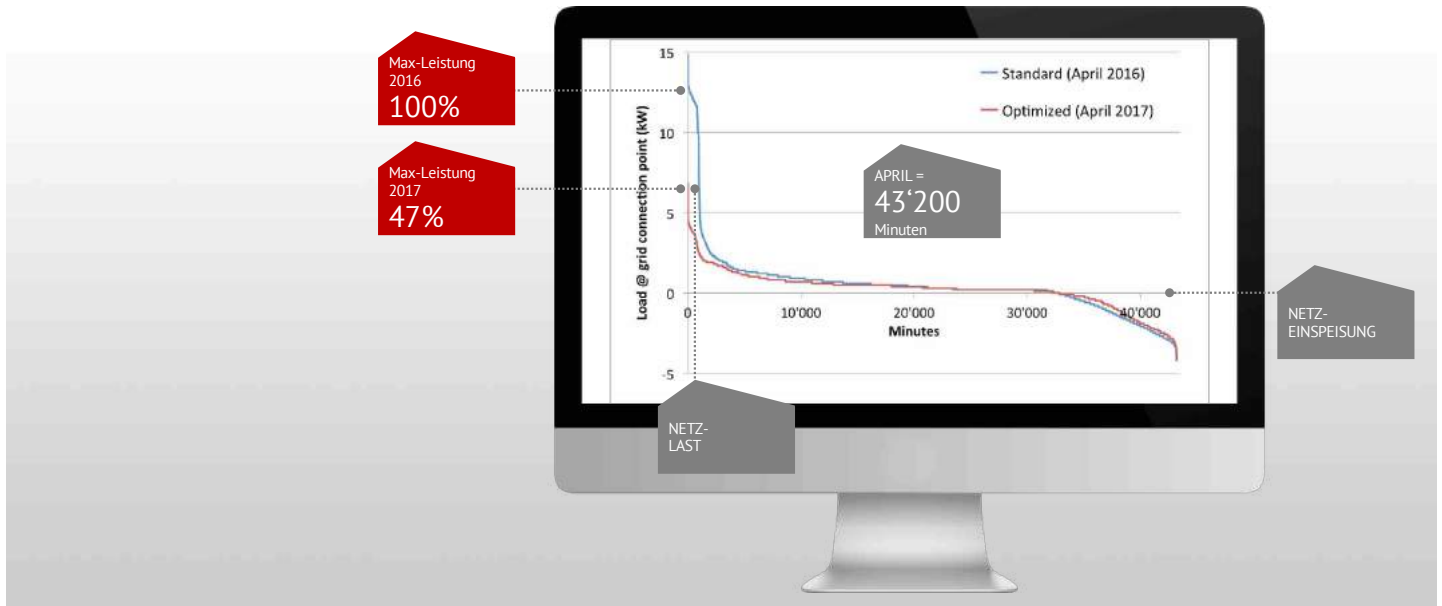 Max-Leistung
2016
100%
Max-Leistung
2017
47%
15
10
5
0
-5
Load @ grid connection point (kW)
Standard (April 2016)
Optimized (April 2017)
APRIL =
43‘200
Minuten
0
10'000
20'000
30'000
40'000
Minutes
NETZ-
EINSPEISUNG
NETZ-
LAST